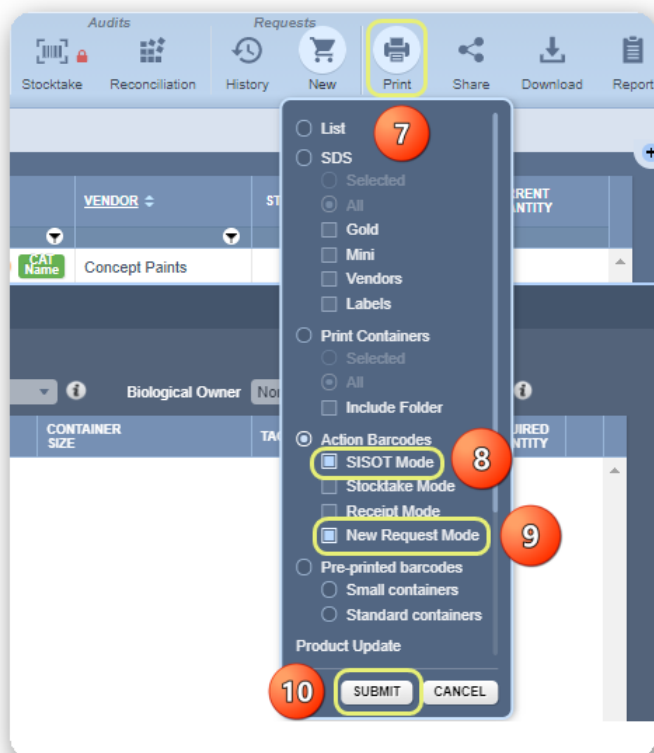 Audits Requests
Stocktake Reconciliation History New Print Share Download Report
List
7
SDS
Selected
All
Gold
Mini
Vendors
Labels
VENDOR
CAT
Name
Concept Paints
Print Containers
Selected
All
Include Folder
Biological Owner
CONTAINER
SIZE
Action Barcodes
SISOT Mode
8
Stocktake Mode
Receipt Mode
New Request Mode
9
Pre-printed barcodes
Small containers
Standard containers
Product Update
10
SUBMIT CANCEL